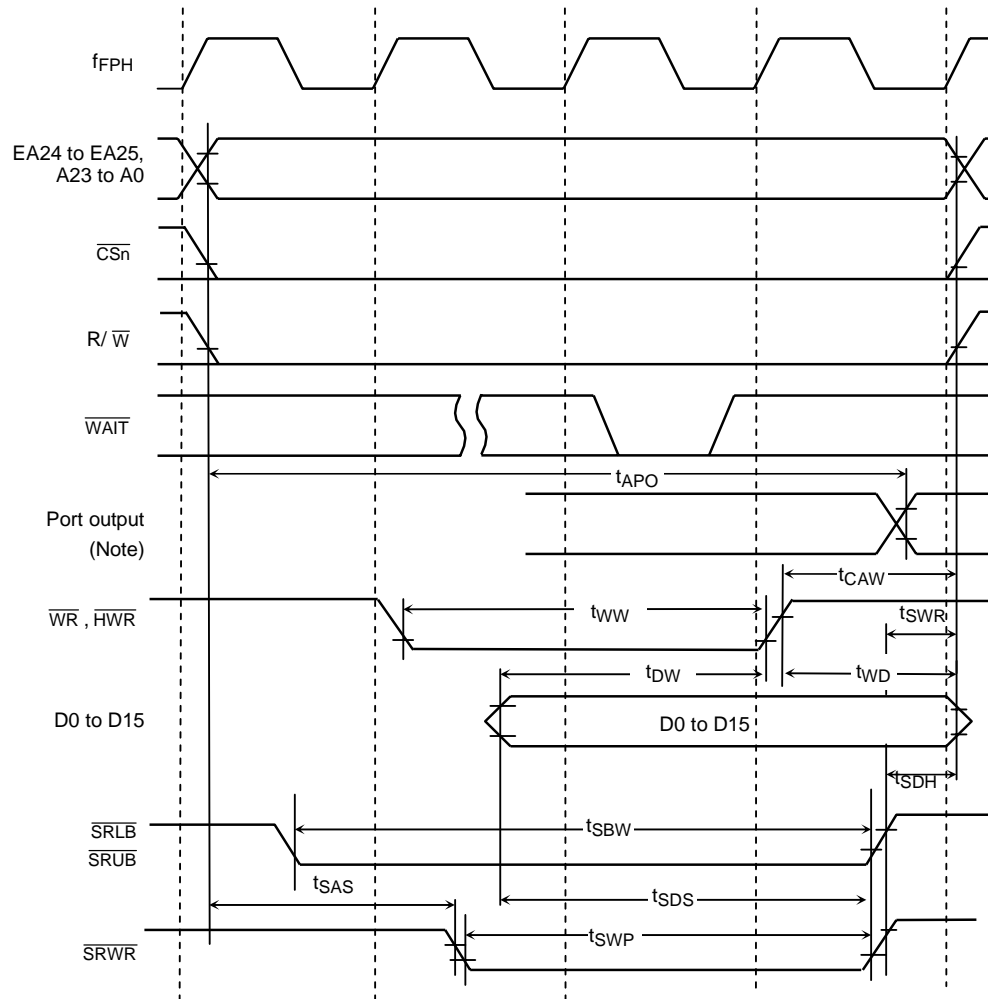 fFPH
EA24 to EA25,
A23 to A0
CSn
R/ W
WAIT
tAPO
Port output
(Note)
tCAW
WR , HWR
tWW
tSWR
tDW
tWD
D0 to D15
D0 to D15
tSDH
SRLB
tSBW
SRUB
tSAS
tSDS
tSWP
SRWR